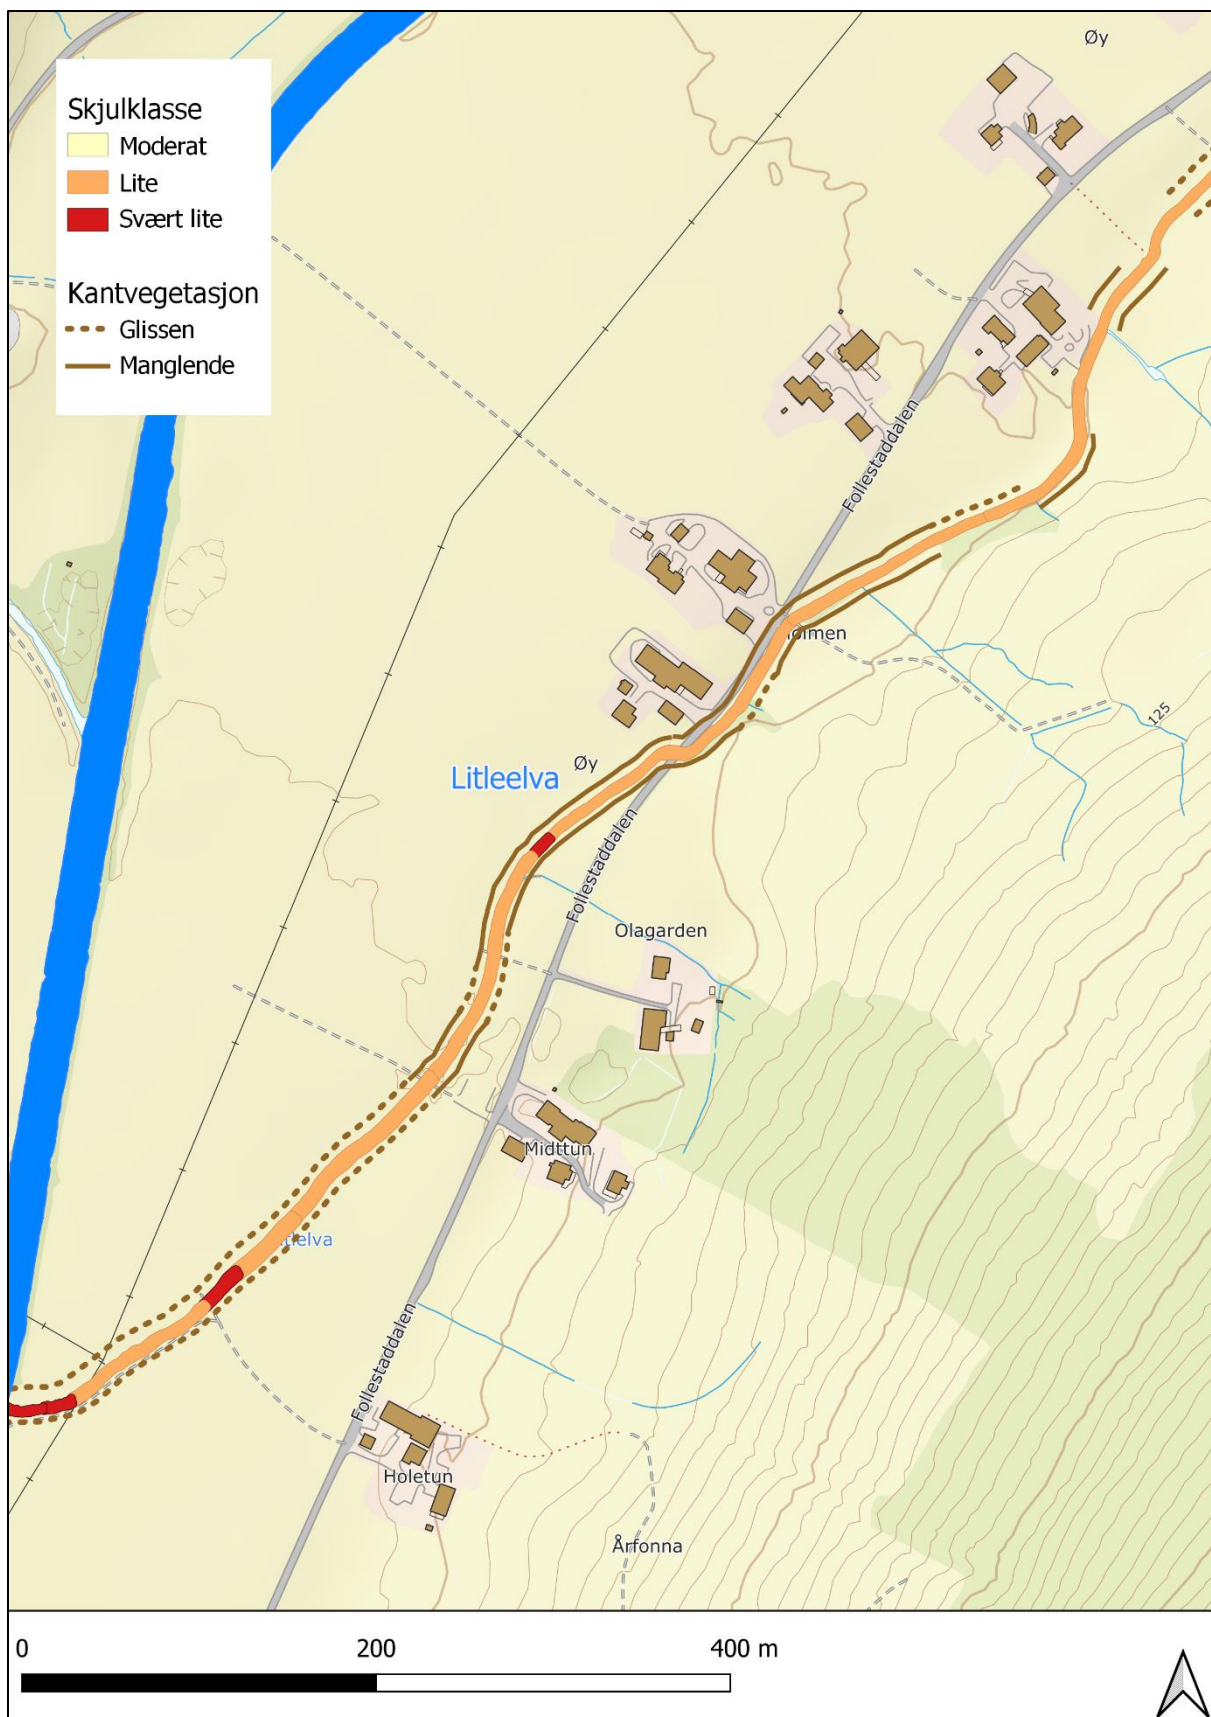 Øy
Skjulklasse
Moderat
Lite
Svært lite
Kantvegetasjon
Glissen
Manglende
Follestaddalen
125
Øy
Litleelva
Follestaddalen
Olagarden
Midttun
Follestaddalen
Holetun
Årfonna
0 200 400 m